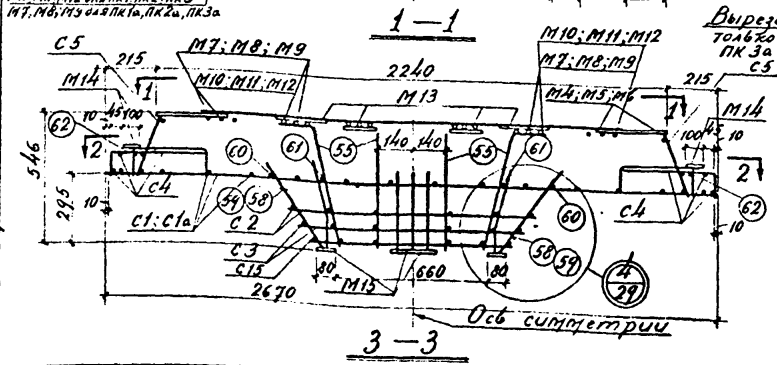 М7, М8, М9 для ПК1а, ПК2а, ПК3а
1—1
Вырез
только
ПК 3а
С5
С5
215
М7; М8; М9
М10; М11; М12
2240
М10; М11; М12
М7; М8; М9
М4; М5; М6
215
М14
1
М13
1
М14
10
45
100
100
45
10
62
2
60
61
55
140
140
55
61
2
546
295
С4
54
58
60
С4
62
10
С1; С1а
С2
С3
С15
58
59
10
80
М15
660
80
4
29
2670
Ось симметрии
3—3